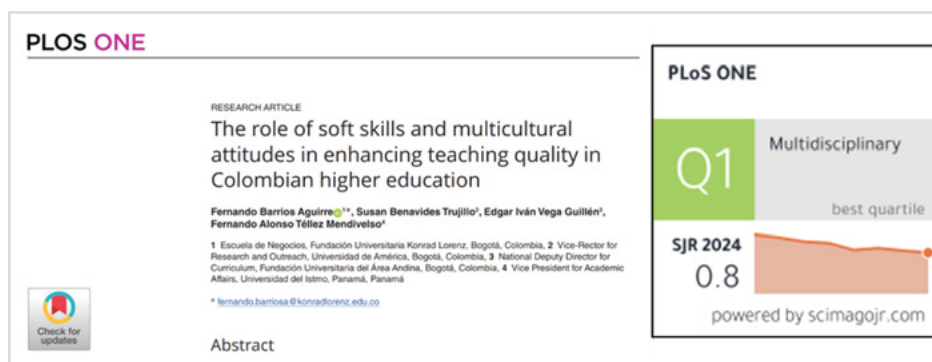 PLOS ONE
RESEARCH ARTICLE
The role of soft skills and multicultural
attitudes in enhancing teaching quality in
Colombian higher education
Fernando Barrios Aguirre 1*, Susan Benavides Trujillo2, Edgar Iván Vega Guillén3,
Fernando Alonso Téllez Mendivelso4
1 Escuela de Negocios, Fundación Universitaria Konrad Lorenz, Bogotá, Colombia, 2 Vice-Rector for
Research and Outreach, Universidad de América, Bogotá, Colombia, 3 National Deputy Director for
Curriculum, Fundación Universitaria del Área Andina, Bogotá, Colombia, 4 Vice President for Academic
Affairs, Universidad del Istmo, Panamá, Panamá
* fernando.barriosa@konradlorenz.edu.co
Check for
updates
Abstract
PLoS ONE
Q1
Multidisciplinary
best quartile
SJR 2024
0.8
powered by scimagojr.com